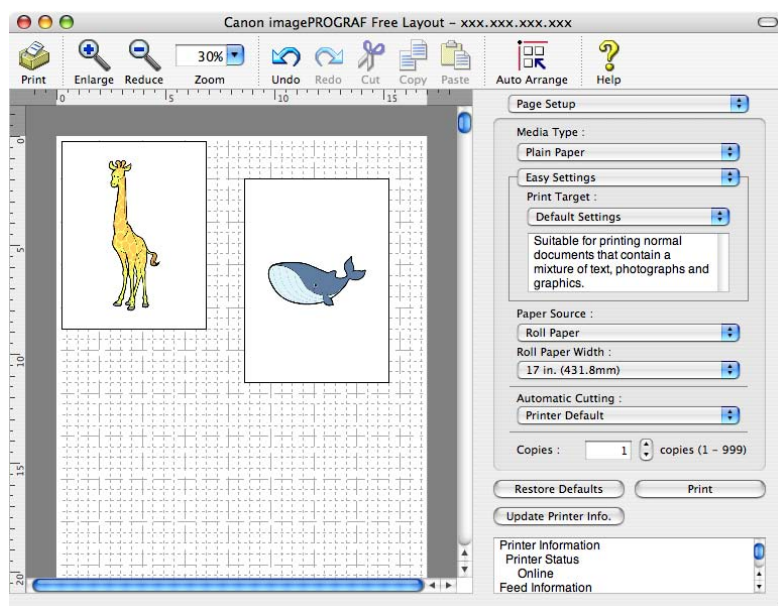 Canon imagePROGRAF Free Layout – xxx.xxx.xxx.xxx
30%
Print Enlarge Reduce Zoom Undo Redo Cut Copy Paste Auto Arrange Help
0 5 10 15
0
5
10
15
20
Page Setup
Media Type :
Plain Paper
Easy Settings
Print Target :
Default Settings
Suitable for printing normal
documents that contain a
mixture of text, photographs and
graphics.
Paper Source :
Roll Paper
Roll Paper Width :
17 in. (431.8mm)
Automatic Cutting :
Printer Default
Copies : 1 copies (1 – 999)
Restore Defaults Print
Update Printer Info.
Printer Information
Printer Status
Online
Feed Information